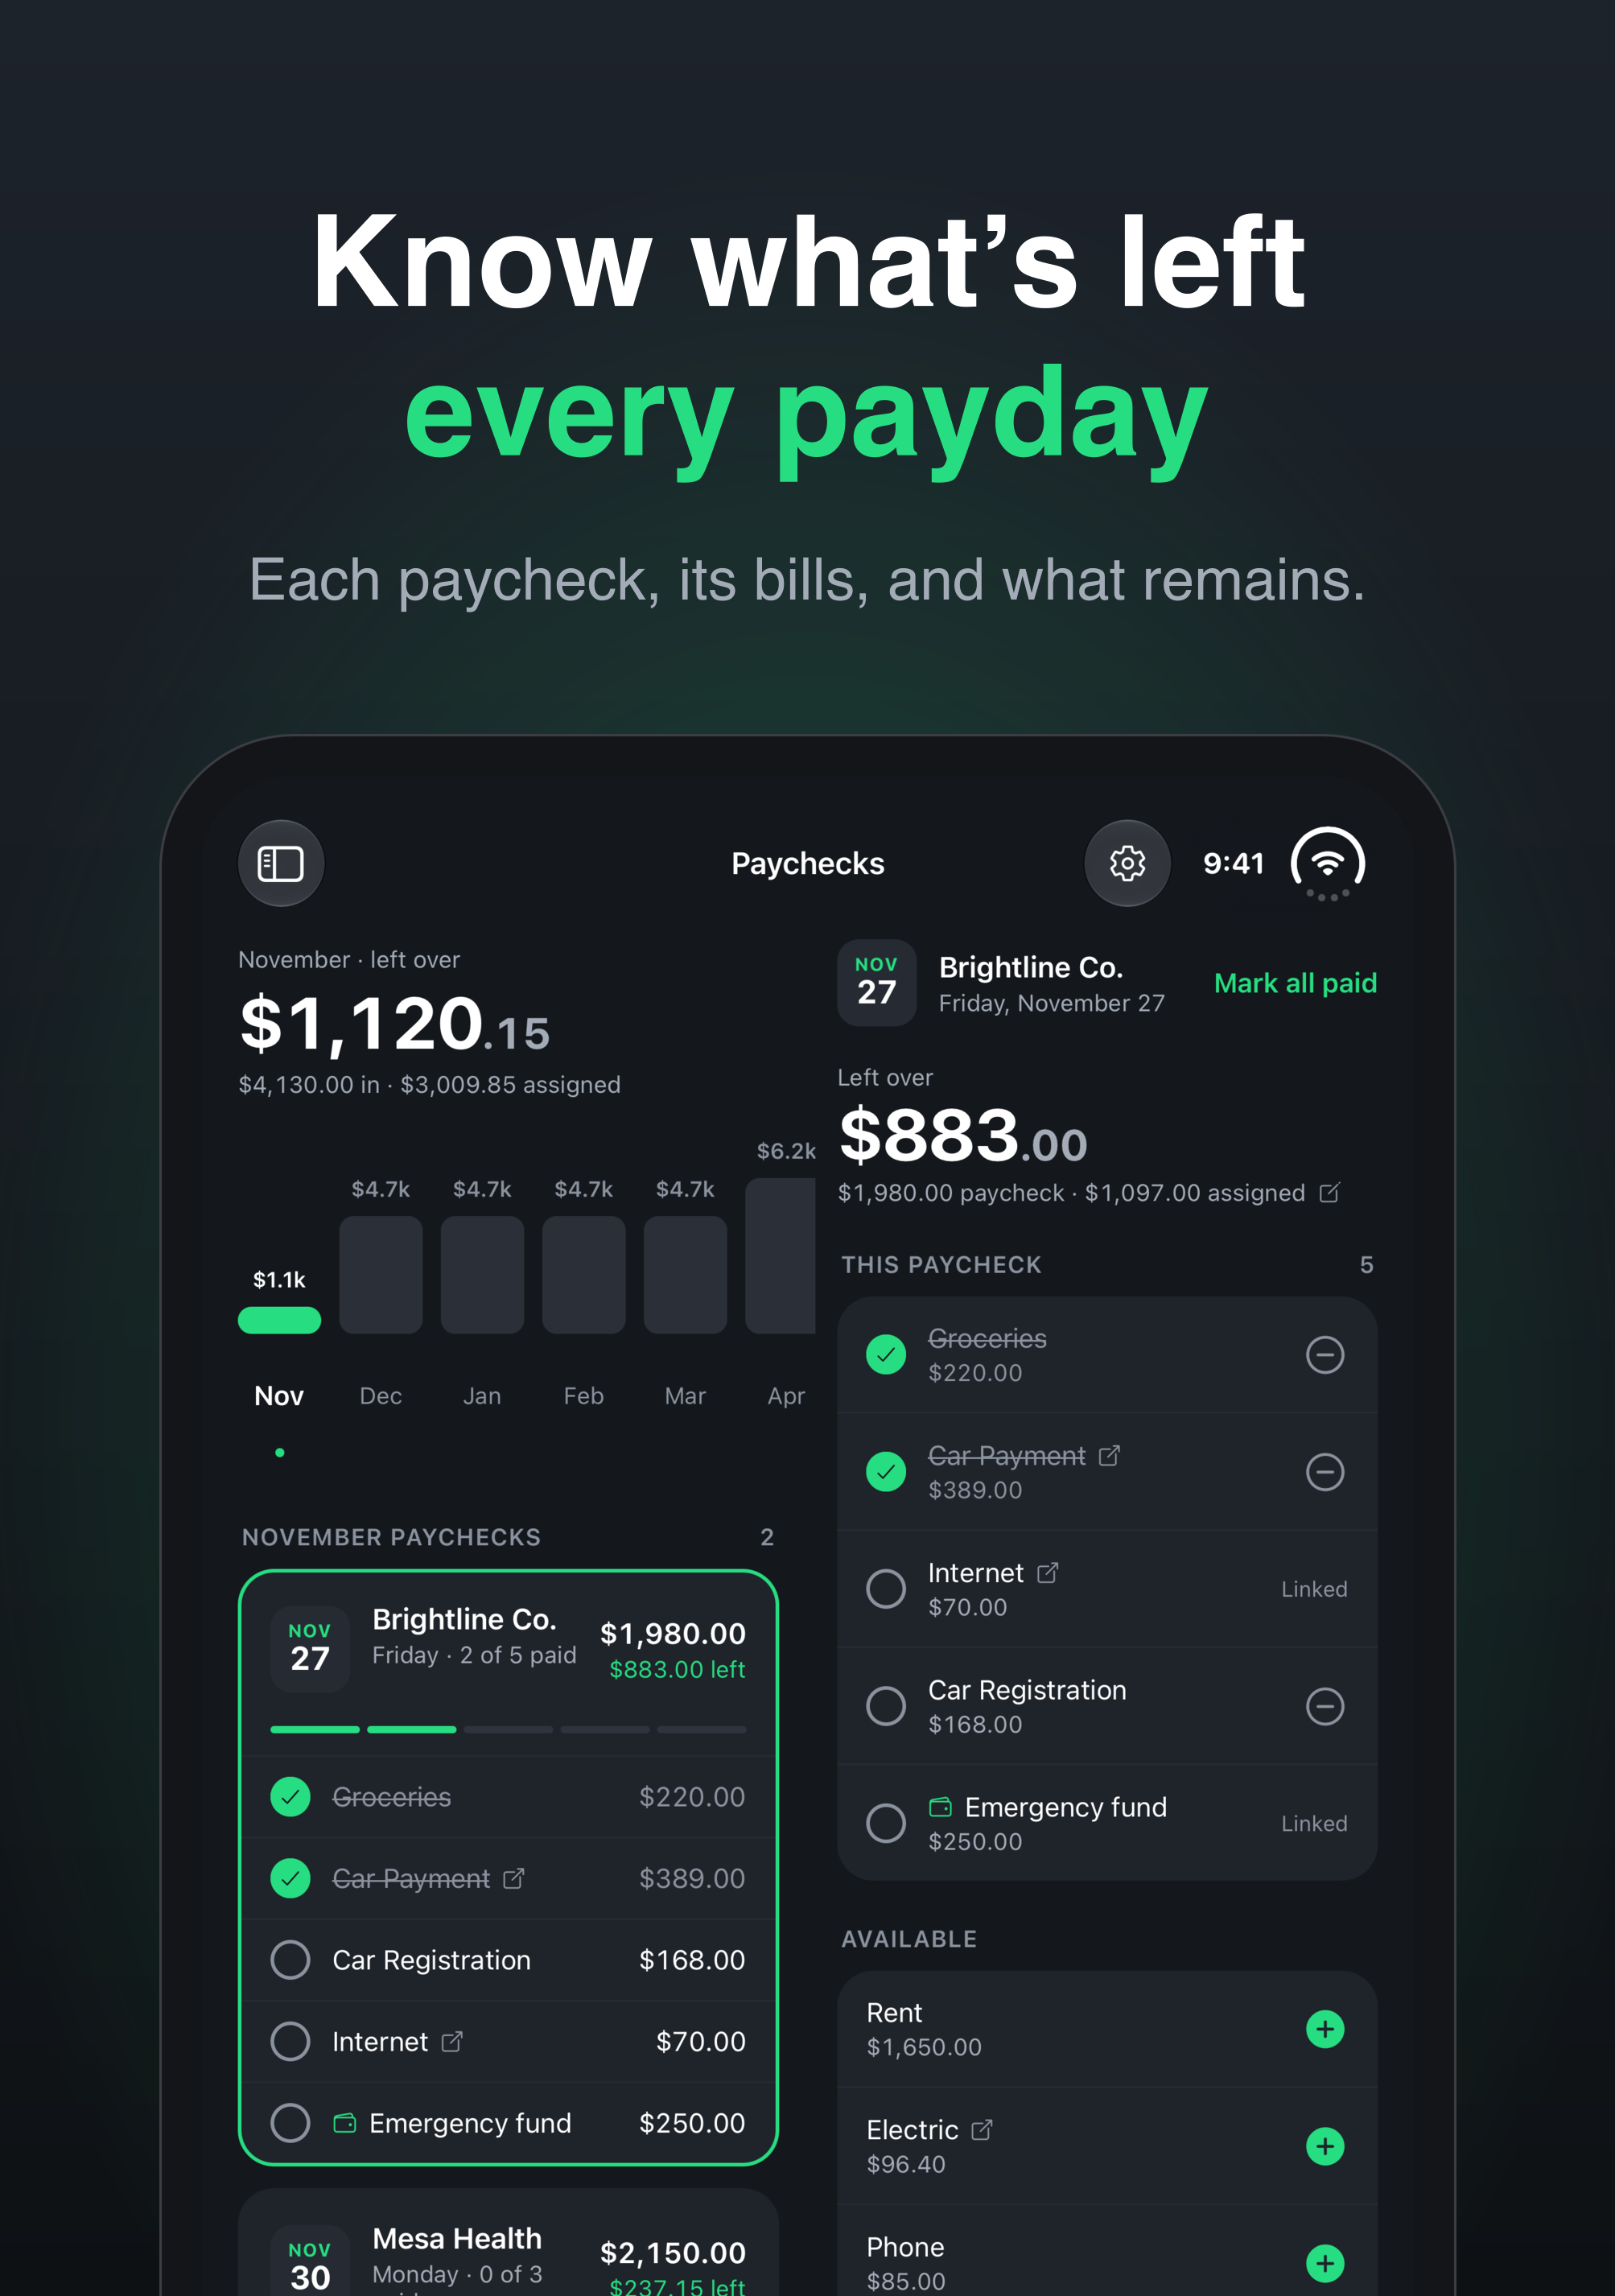 Know what’s left
every payday
Each paycheck, its bills, and what remains.
Paychecks
9:41
November · left over
$1,120.15
$4,130.00 in · $3,009.85 assigned
$1.1k
$4.7k
$4.7k
$4.7k
$4.7k
$6.2k
Nov
Dec
Jan
Feb
Mar
Apr
NOVEMBER PAYCHECKS
2
NOV
27
Brightline Co.
Friday · 2 of 5 paid
$1,980.00
$883.00 left
Groceries
$220.00
Car Payment
$389.00
Car Registration
$168.00
Internet
$70.00
Emergency fund
$250.00
NOV
30
Mesa Health
Monday · 0 of 3
$2,150.00
$237.15 left
NOV
27
Brightline Co.
Friday, November 27
Mark all paid
Left over
$883.00
$1,980.00 paycheck · $1,097.00 assigned
THIS PAYCHECK
5
Groceries
$220.00
Car Payment
$389.00
Internet
$70.00
Linked
Car Registration
$168.00
Emergency fund
$250.00
Linked
AVAILABLE
Rent
$1,650.00
Electric
$96.40
Phone
$85.00